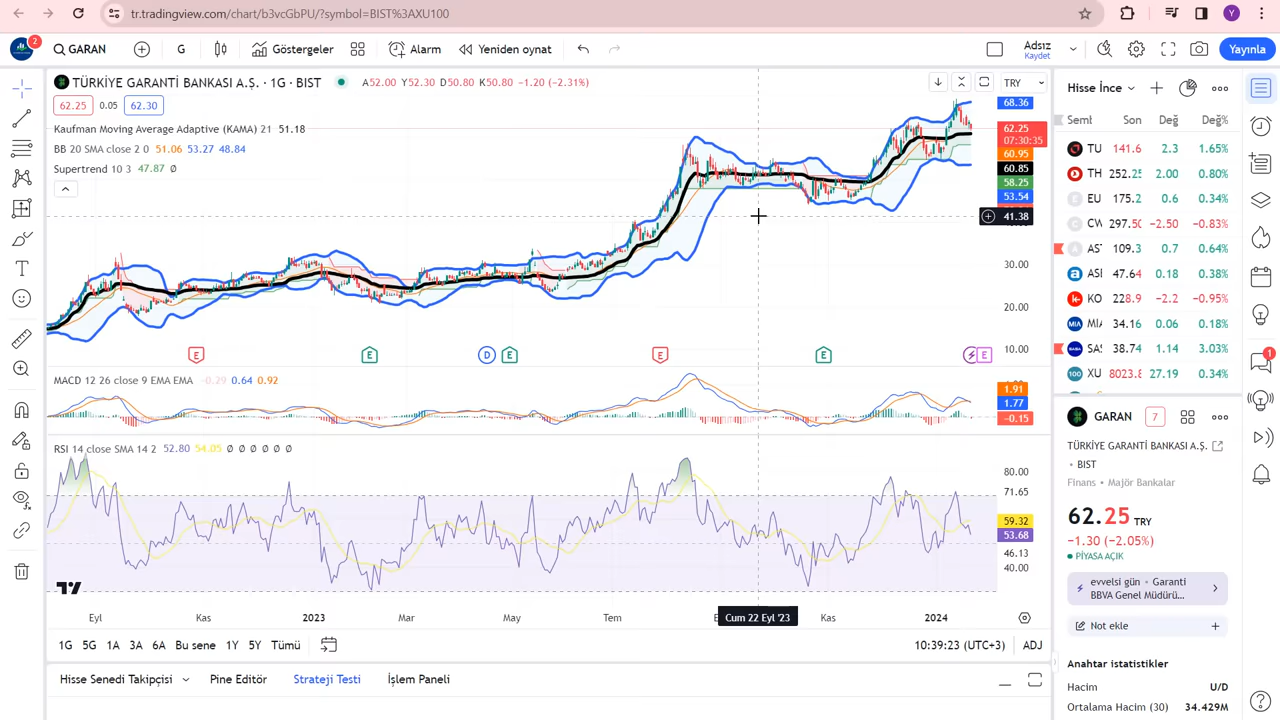 tr.tradingview.com/chart/b3vcGbPU/?symbol=BIST%3AXU100
Y
2
GARAN
G
Göstergeler
Alarm
Yeniden oynat
Adsız
Kaydet
Yayınla
TÜRKİYE GARANTİ BANKASI A.Ş. · 1G · BIST
A52.00 Y52.30 D50.80 K50.80 −1.20 (−2.31%)
TRY
62.25 0.05 62.30
Kaufman Moving Average Adaptive (KAMA) 21 51.18
BB 20 SMA close 2 0 51.06 53.27 48.84
Supertrend 10 3 47.87 Ø
68.36
62.25
07:30:35
60.95
60.85
58.25
53.54
41.38
30.00
20.00
10.00
E E D E E E E
MACD 12 26 close 9 EMA EMA −0.29 0.64 0.92
1.91
1.77
−0.15
RSI 14 close SMA 14 2 52.80 54.05 Ø Ø Ø Ø Ø Ø
80.00
71.65
59.32
53.68
46.13
40.00
Eyl Kas 2023 Mar May Tem Cum 22 Eyl '23 Kas 2024
1G 5G 1A 3A 6A Bu sene 1Y 5Y Tümü
10:39:23 (UTC+3) ADJ
Hisse Senedi Takipçisi Pine Editör Strateji Testi İşlem Paneli
Hisse İnce
Semb Son Değ Değ%
TU 141.6 2.3 1.65%
TH 252.25 2.00 0.80%
EU 175.2 0.6 0.34%
CW 297.50 −2.50 −0.83%
AST 109.3 0.7 0.64%
ASI 47.64 0.18 0.38%
KO 228.9 −2.2 −0.95%
MIA 34.16 0.06 0.18%
SAS 38.74 1.14 3.03%
100 XU 8023.8 27.19 0.34%
1
GARAN 7
TÜRKİYE GARANTİ BANKASI A.Ş.
• BIST
Finans • Majör Bankalar
62.25 TRY
−1.30 (−2.05%)
PİYASA AÇIK
evvelsi gün • Garanti
BBVA Genel Müdürü...
Not ekle
Anahtar istatistikler
Hacim U/D
Ortalama Hacim (30) 34.429M